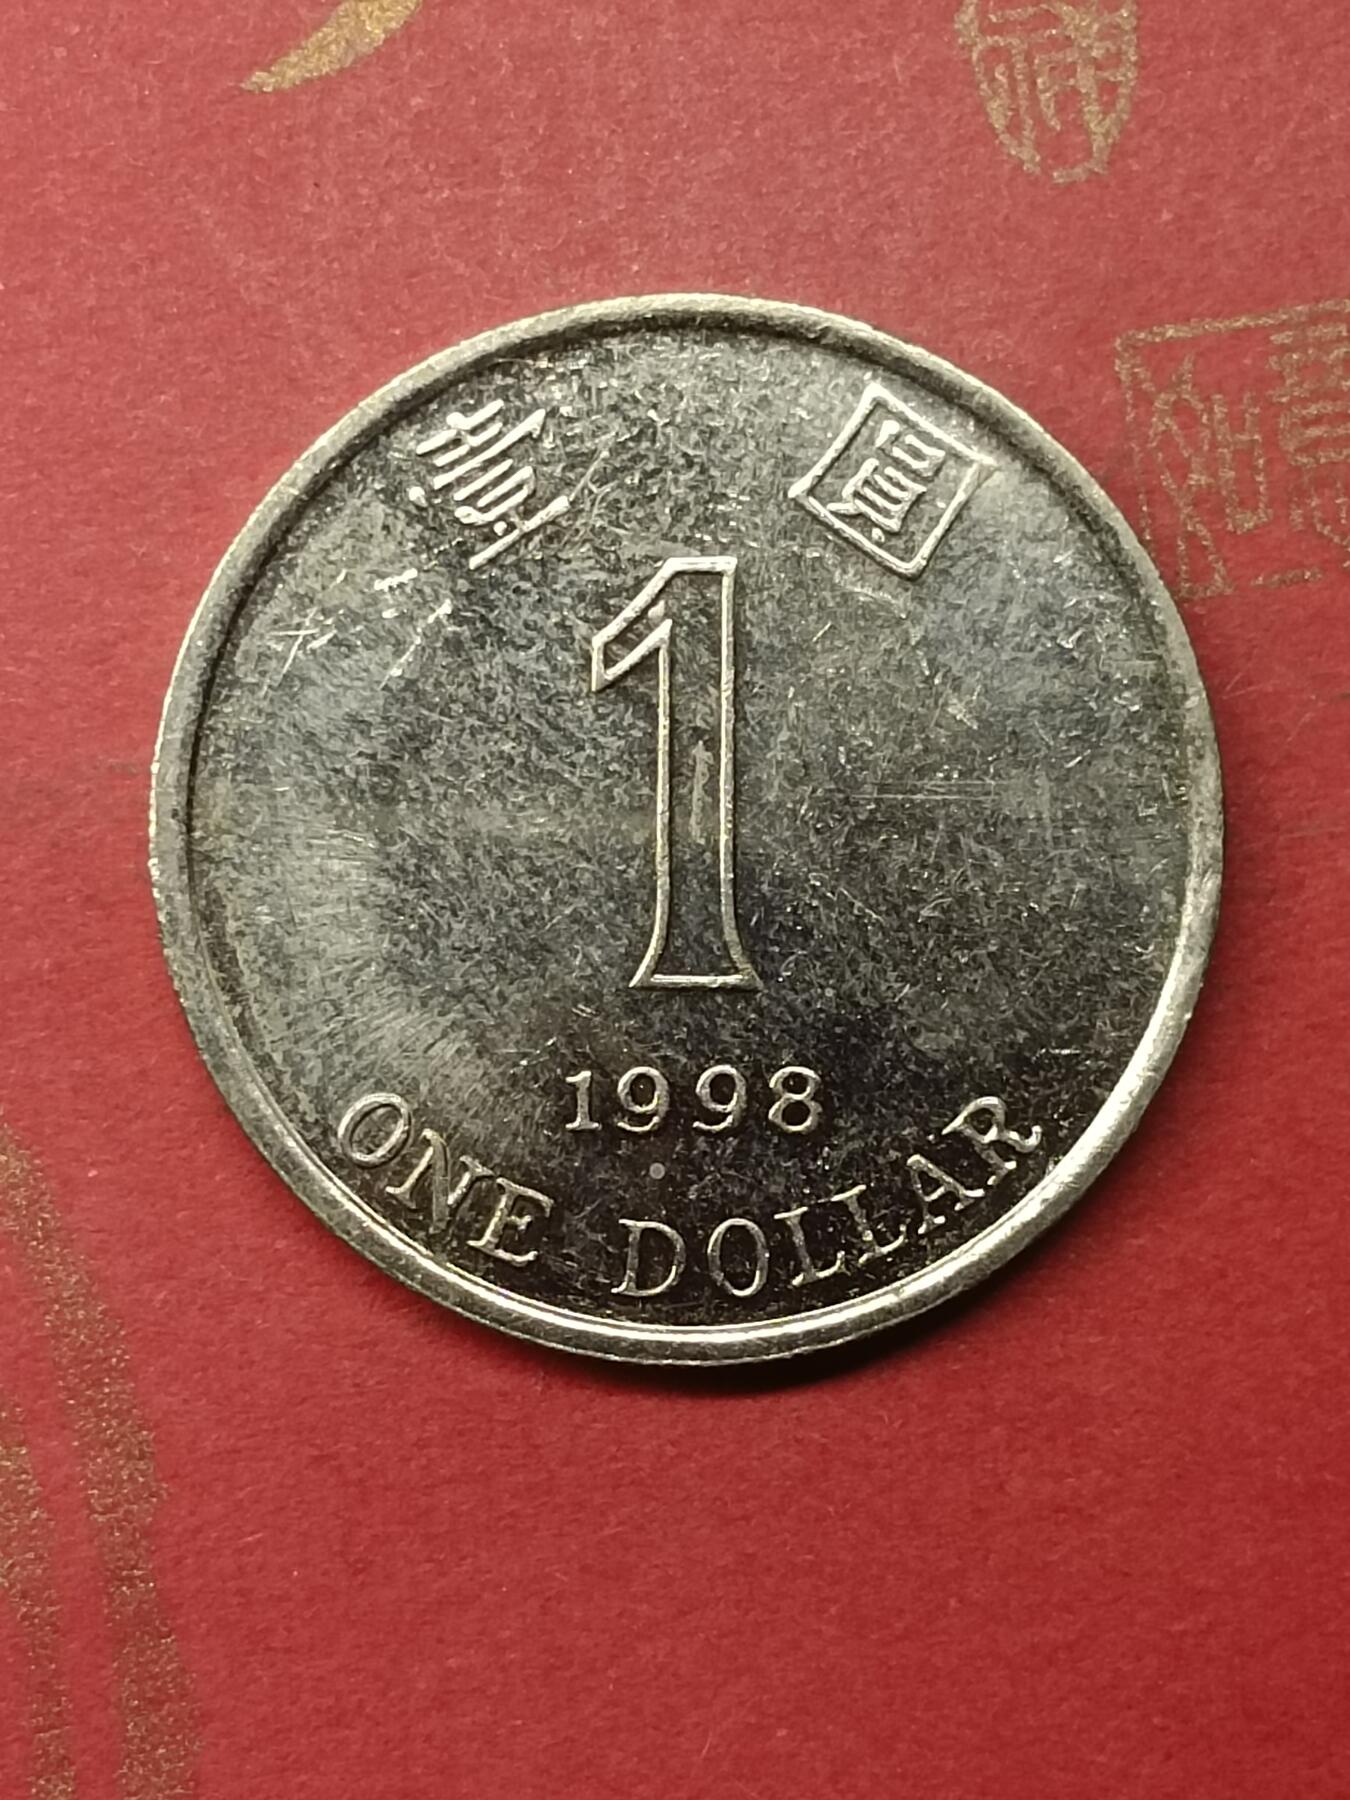 壹 圓
1
1998
ONE DOLLAR